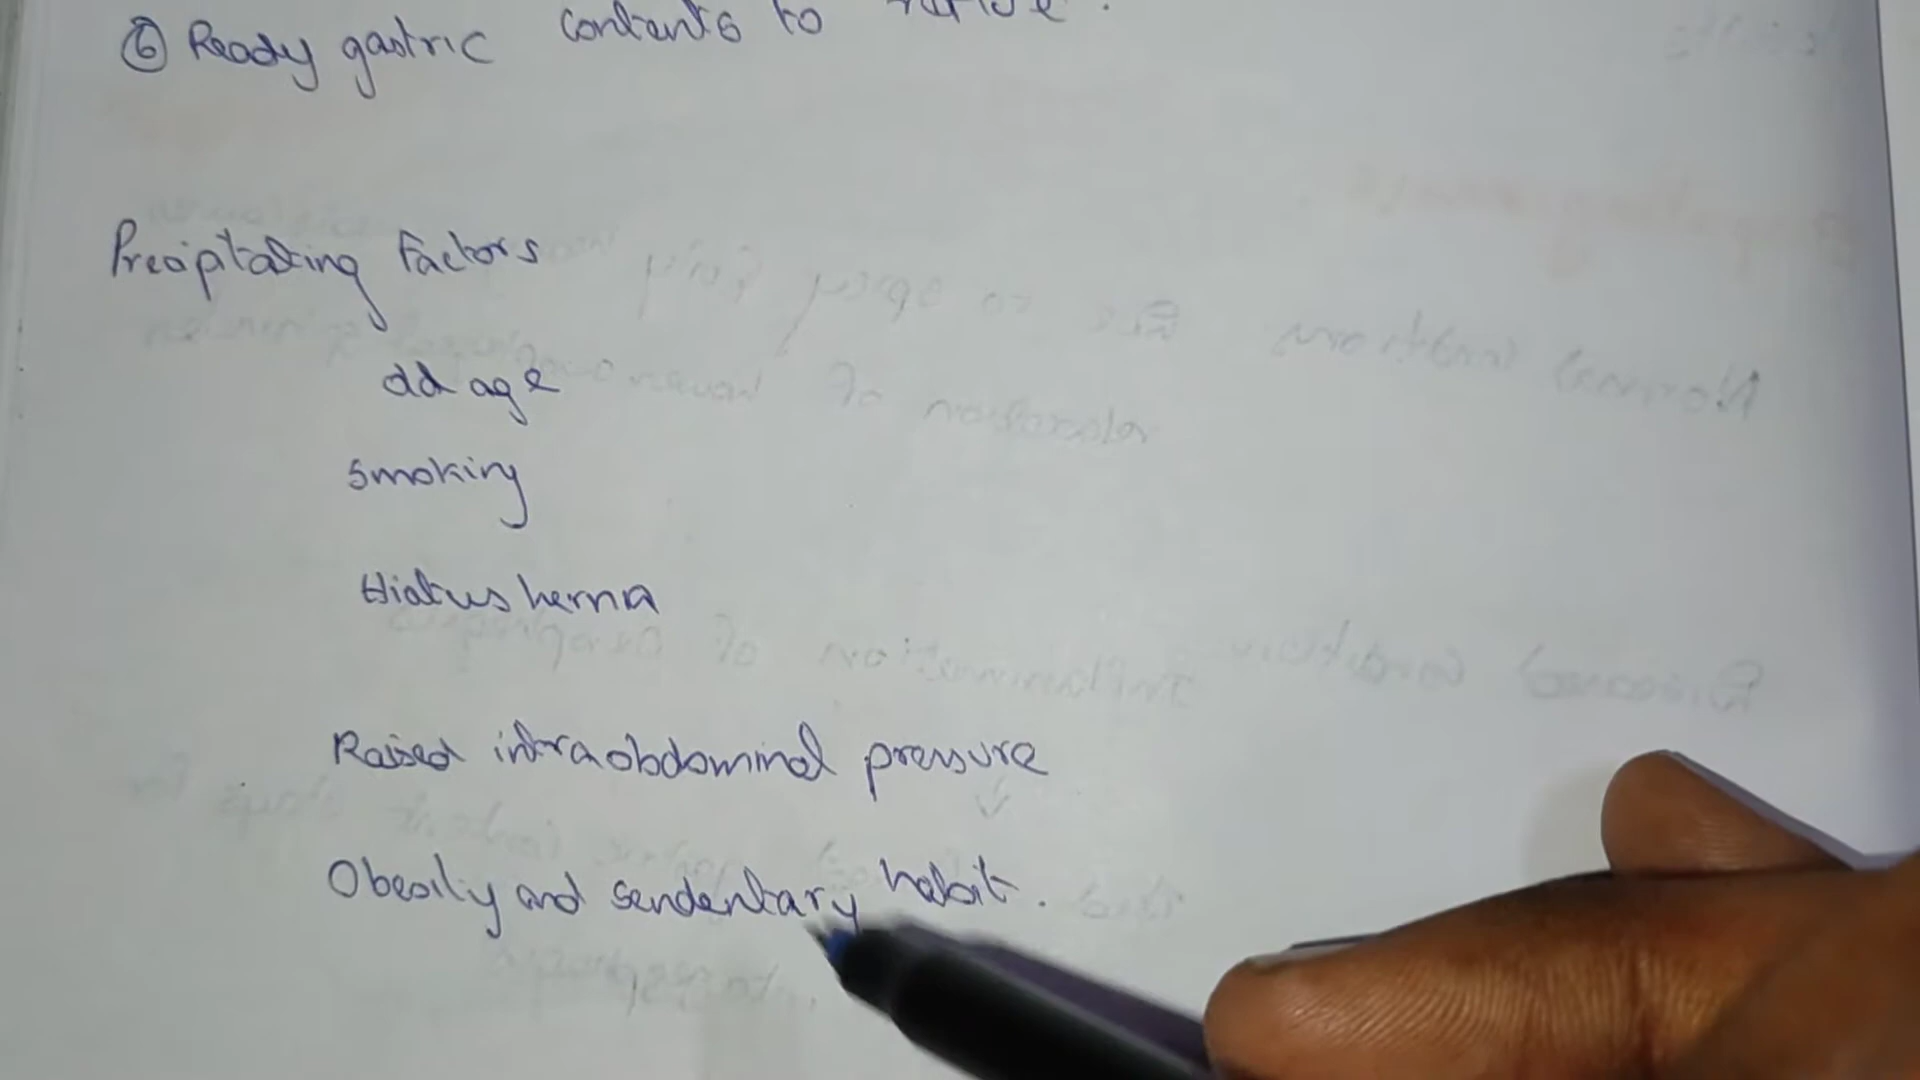 ⑥ Ready gastric contents to
Precipitating Factors
old age
Smoking
Hiatus hernia
Raised intraabdominal pressure
Obesity and sendentary habit.